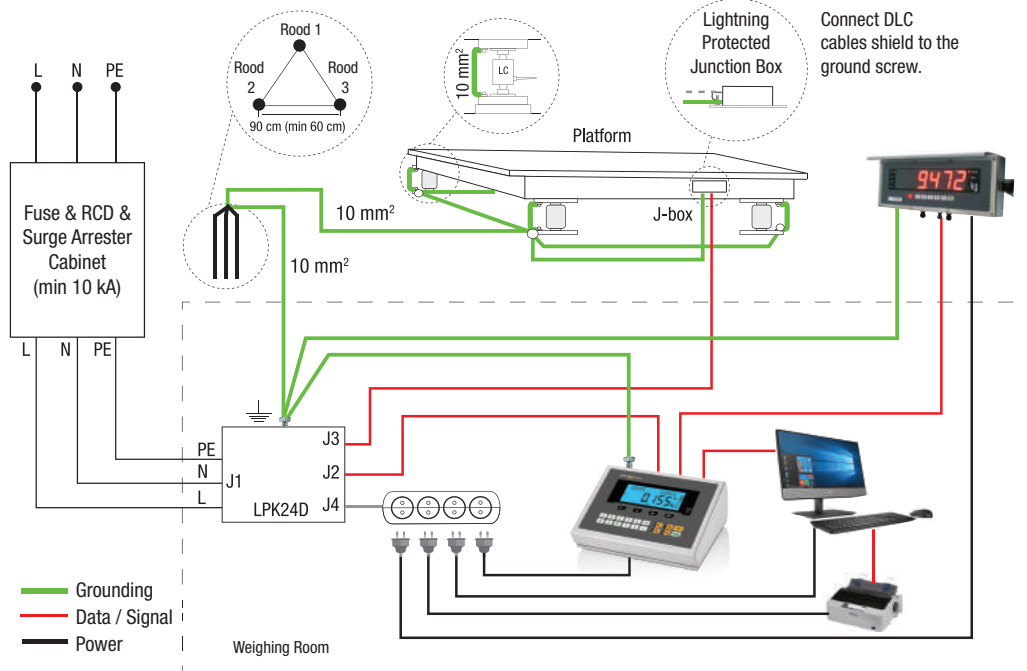 L N PE
Fuse & RCD &
Surge Arrester
Cabinet
(min 10 kA)
L N PE
Rood 1
Rood
2
Rood
3
90 cm (min 60 cm)
10 mm²
LC
Lightning
Protected
Junction Box
Connect DLC
cables shield to the
ground screw.
Platform
J-box
9472
10 mm²
10 mm²
PE
N
L
J1
J3
J2
J4
LPK24D
0.155
Grounding
Data / Signal
Power
Weighing Room